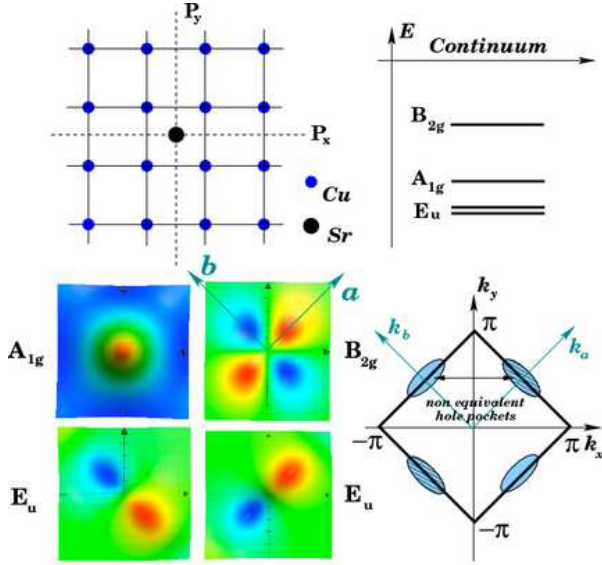 P_y
P_x
Cu
Sr
E
Continuum
B_2g
A_1g
E_u
b
a
A_1g
B_2g
E_u
E_u
k_y
π
k_b
k_a
non equivalent
hole pockets
−π
π
k_x
−π